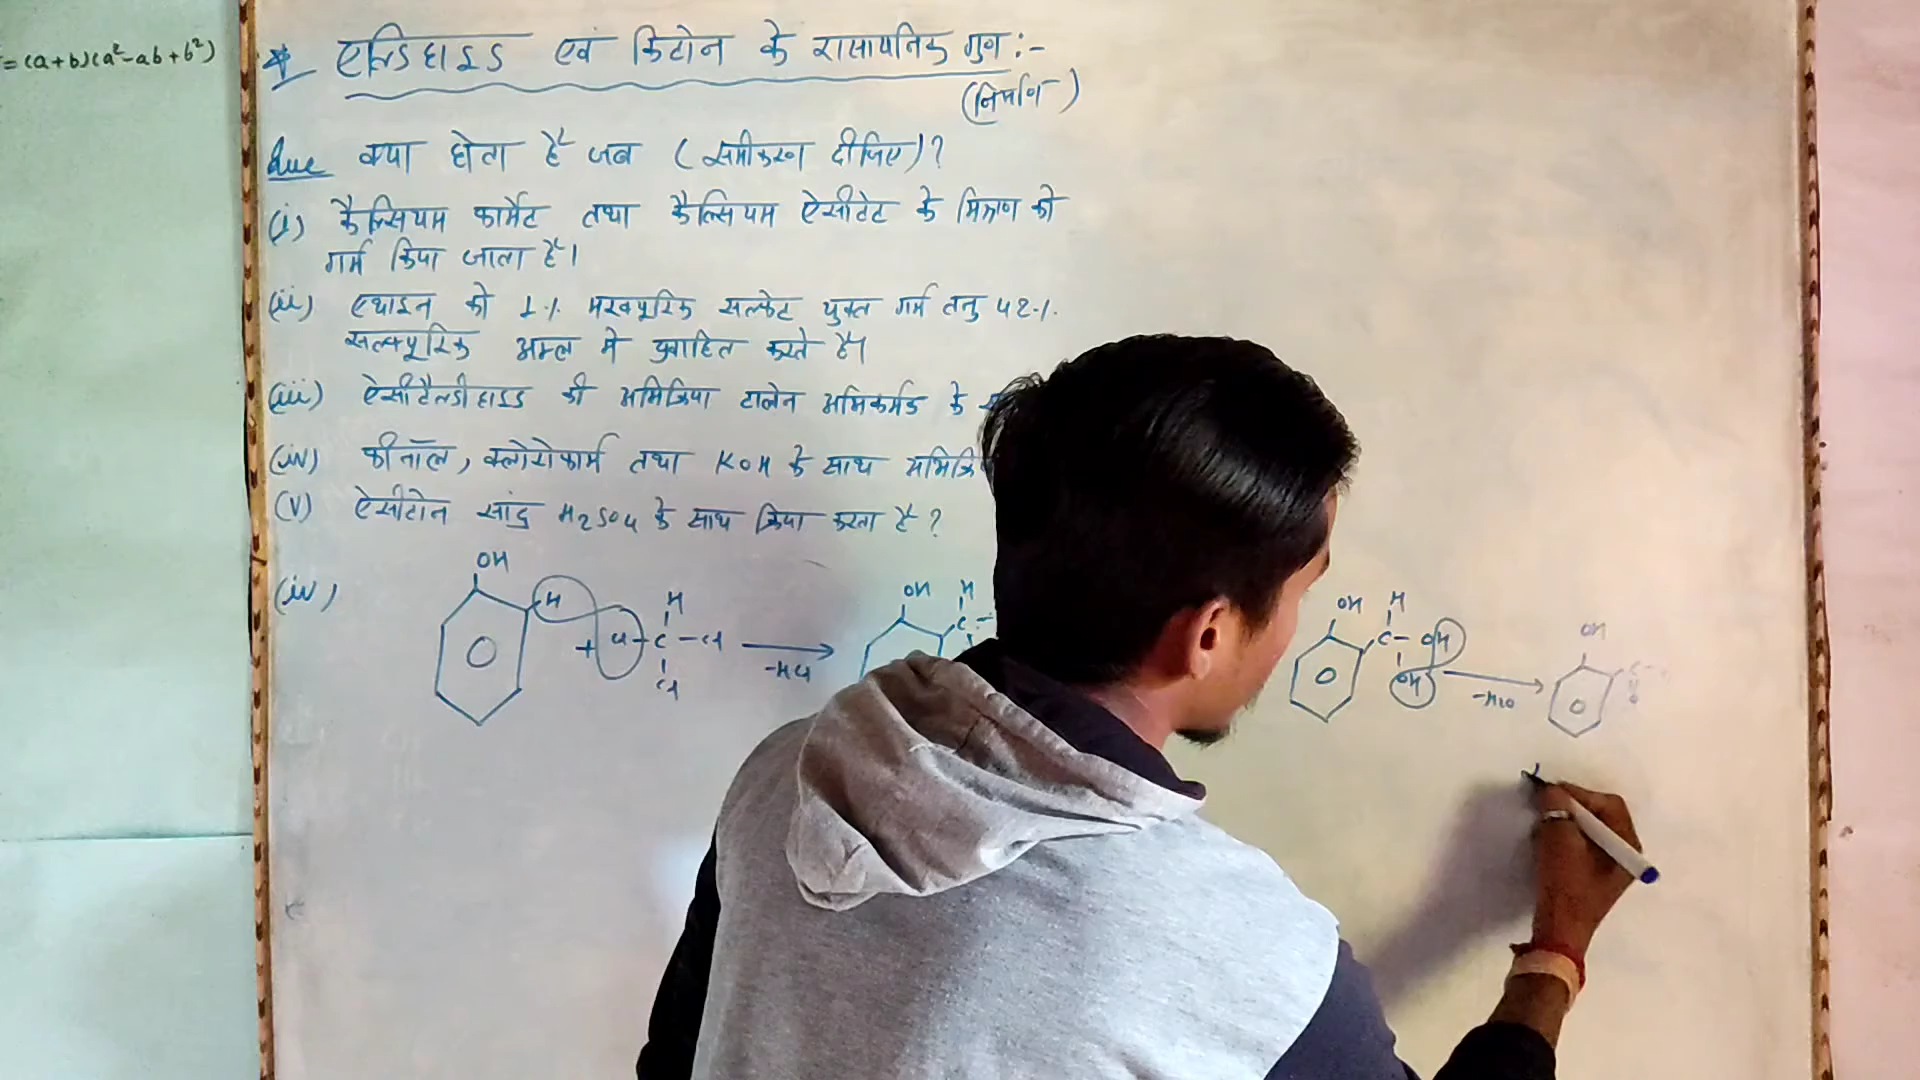 = (a+b)(a²-ab+b²)
* एल्डिहाइड एवं किटोन के रासायनिक गुण :-
(निर्माण)
Que क्या होता है जब (समीकरण दीजिए)?
(i) कैल्सियम फार्मेट तथा कैल्सियम ऐसीटेट के मिश्रण को
गर्म किया जाता है।
(ii) एथाइन को 1% मरक्यूरिक सल्फेट युक्त गर्म तनु 42%
सल्फ्यूरिक अम्ल मे प्रवाहित करते है।
(iii) ऐसीटैल्डीहाइड की अभिक्रिया टालेन अभिकर्मक के
(iv) फीनॉल, क्लोरोफार्म तथा KOH के साथ अभिक्रि
(v) ऐसीटोन सांद्र H2SO4 के साथ क्रिया करता है ?
(iv)
OH H + Cl - C - Cl H Cl -HCl
OH H C -
OH H C - OH OH -H2O
OH C - O